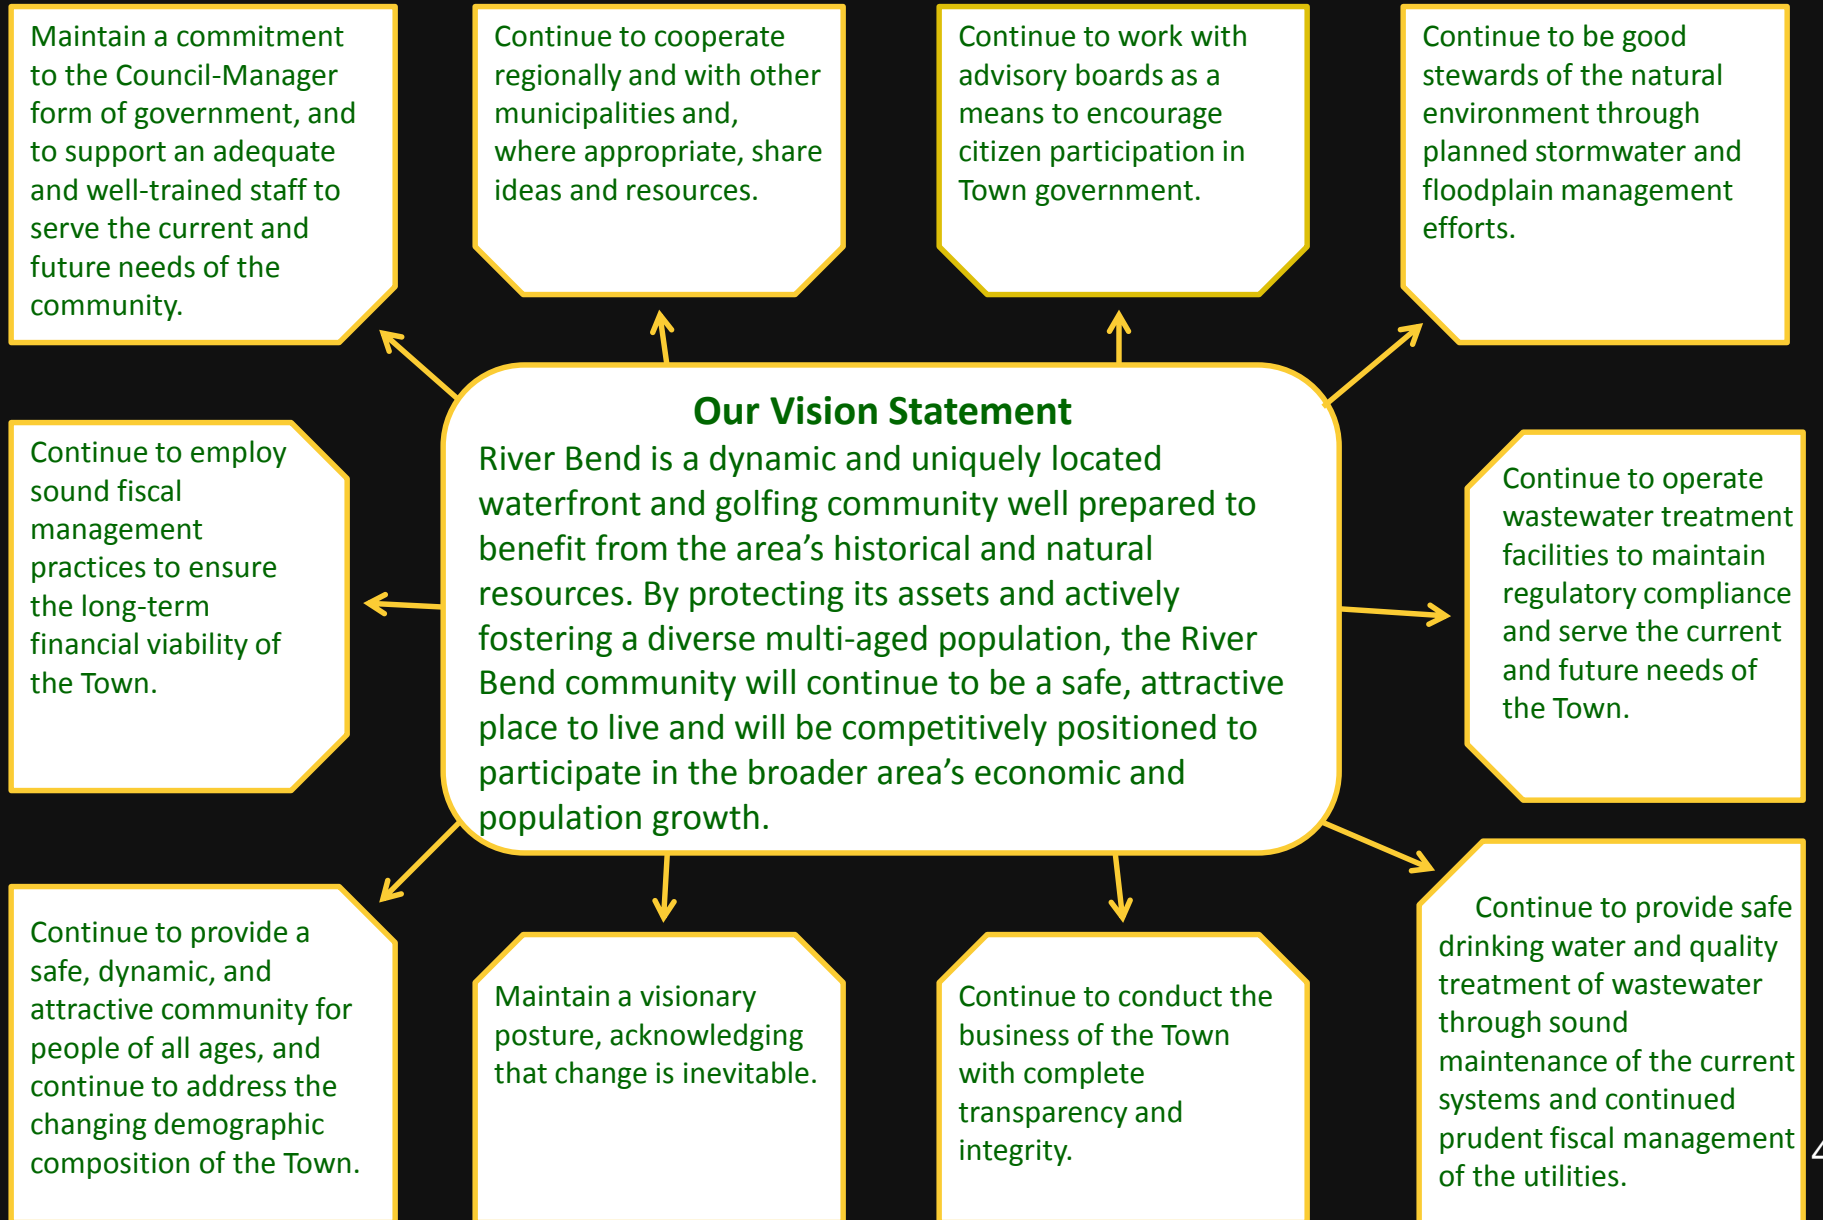 Maintain a commitment
to the Council-Manager
form of government, and
to support an adequate
and well-trained staff to
serve the current and
future needs of the
community.
Continue to cooperate
regionally and with other
municipalities and,
where appropriate, share
ideas and resources.
Continue to work with
advisory boards as a
means to encourage
citizen participation in
Town government.
Continue to be good
stewards of the natural
environment through
planned stormwater and
floodplain management
efforts.
Continue to employ
sound fiscal
management
practices to ensure
the long-term
financial viability of
the Town.
Our Vision Statement
River Bend is a dynamic and uniquely located
waterfront and golfing community well prepared to
benefit from the area’s historical and natural
resources. By protecting its assets and actively
fostering a diverse multi-aged population, the River
Bend community will continue to be a safe, attractive
place to live and will be competitively positioned to
participate in the broader area’s economic and
population growth.
Continue to operate
wastewater treatment
facilities to maintain
regulatory compliance
and serve the current
and future needs of
the Town.
Continue to provide a
safe, dynamic, and
attractive community for
people of all ages, and
continue to address the
changing demographic
composition of the Town.
Maintain a visionary
posture, acknowledging
that change is inevitable.
Continue to conduct the
business of the Town
with complete
transparency and
integrity.
Continue to provide safe
drinking water and quality
treatment of wastewater
through sound
maintenance of the current
systems and continued
prudent fiscal management
of the utilities.
4